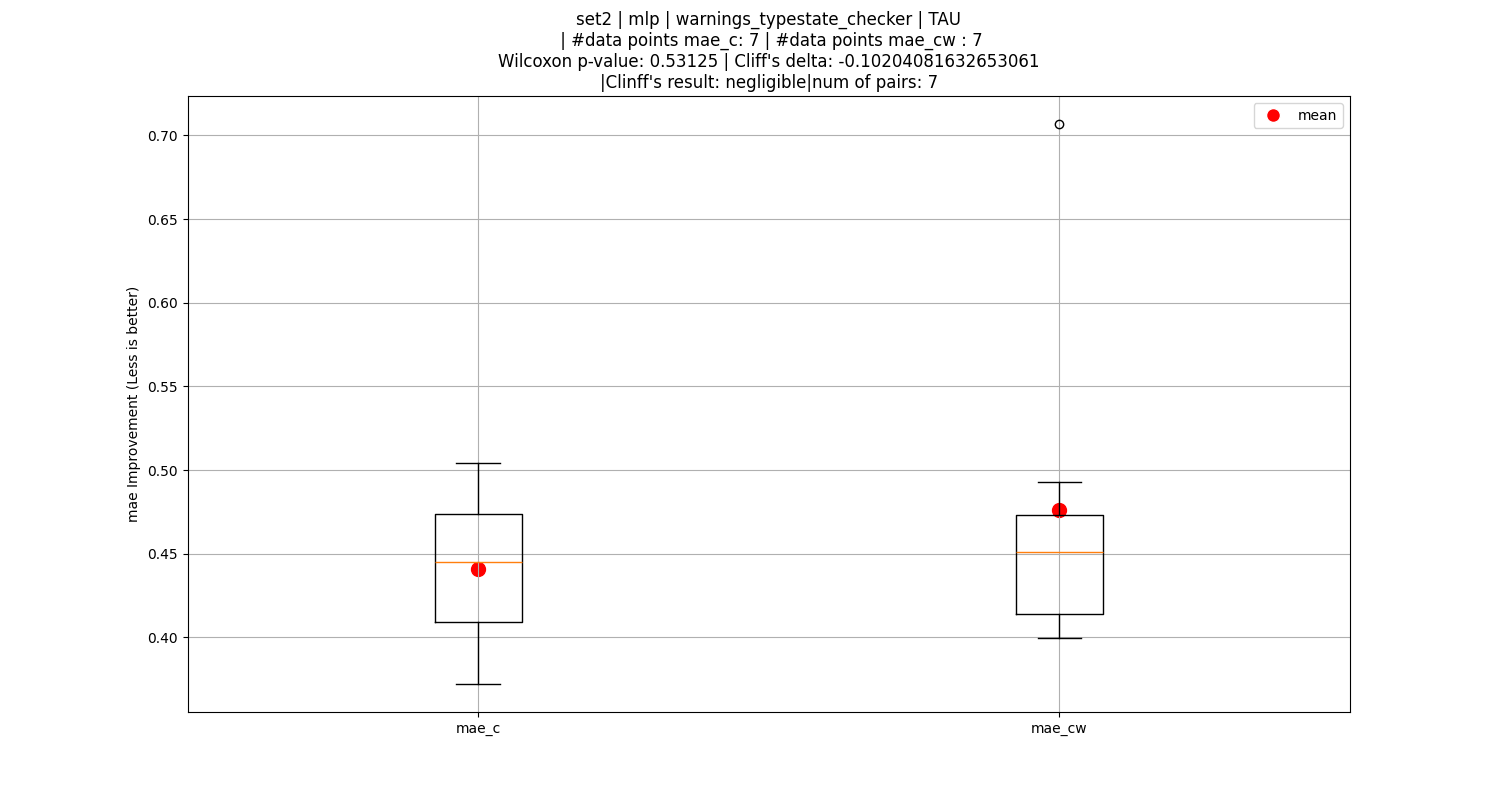 set2 | mlp | warnings_typestate_checker | TAU
| #data points mae_c: 7 | #data points mae_cw : 7
Wilcoxon p-value: 0.53125 | Cliff's delta: -0.10204081632653061
|Clinff's result: negligible|num of pairs: 7
mean
0.70
0.65
0.60
0.55
0.50
0.45
0.40
mae Improvement (Less is better)
mae_c
mae_cw